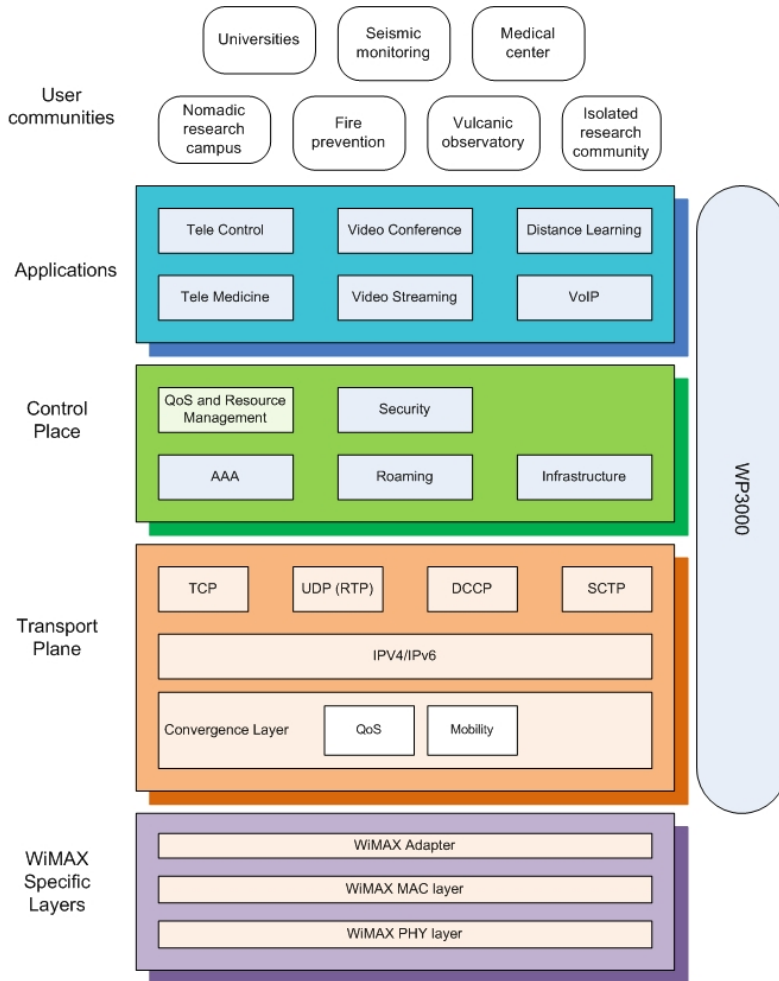 Universities
Seismic
monitoring
Medical
center
User
communities
Nomadic
research
campus
Fire
prevention
Vulcanic
observatory
Isolated
research
community
Applications
Tele Control
Video Conference
Distance Learning
Tele Medicine
Video Streaming
VoIP
Control
Place
QoS and Resource
Management
Security
AAA
Roaming
Infrastructure
WP3000
Transport
Plane
TCP
UDP (RTP)
DCCP
SCTP
IPV4/IPv6
Convergence Layer
QoS
Mobility
WiMAX
Specific
Layers
WiMAX Adapter
WiMAX MAC layer
WiMAX PHY layer